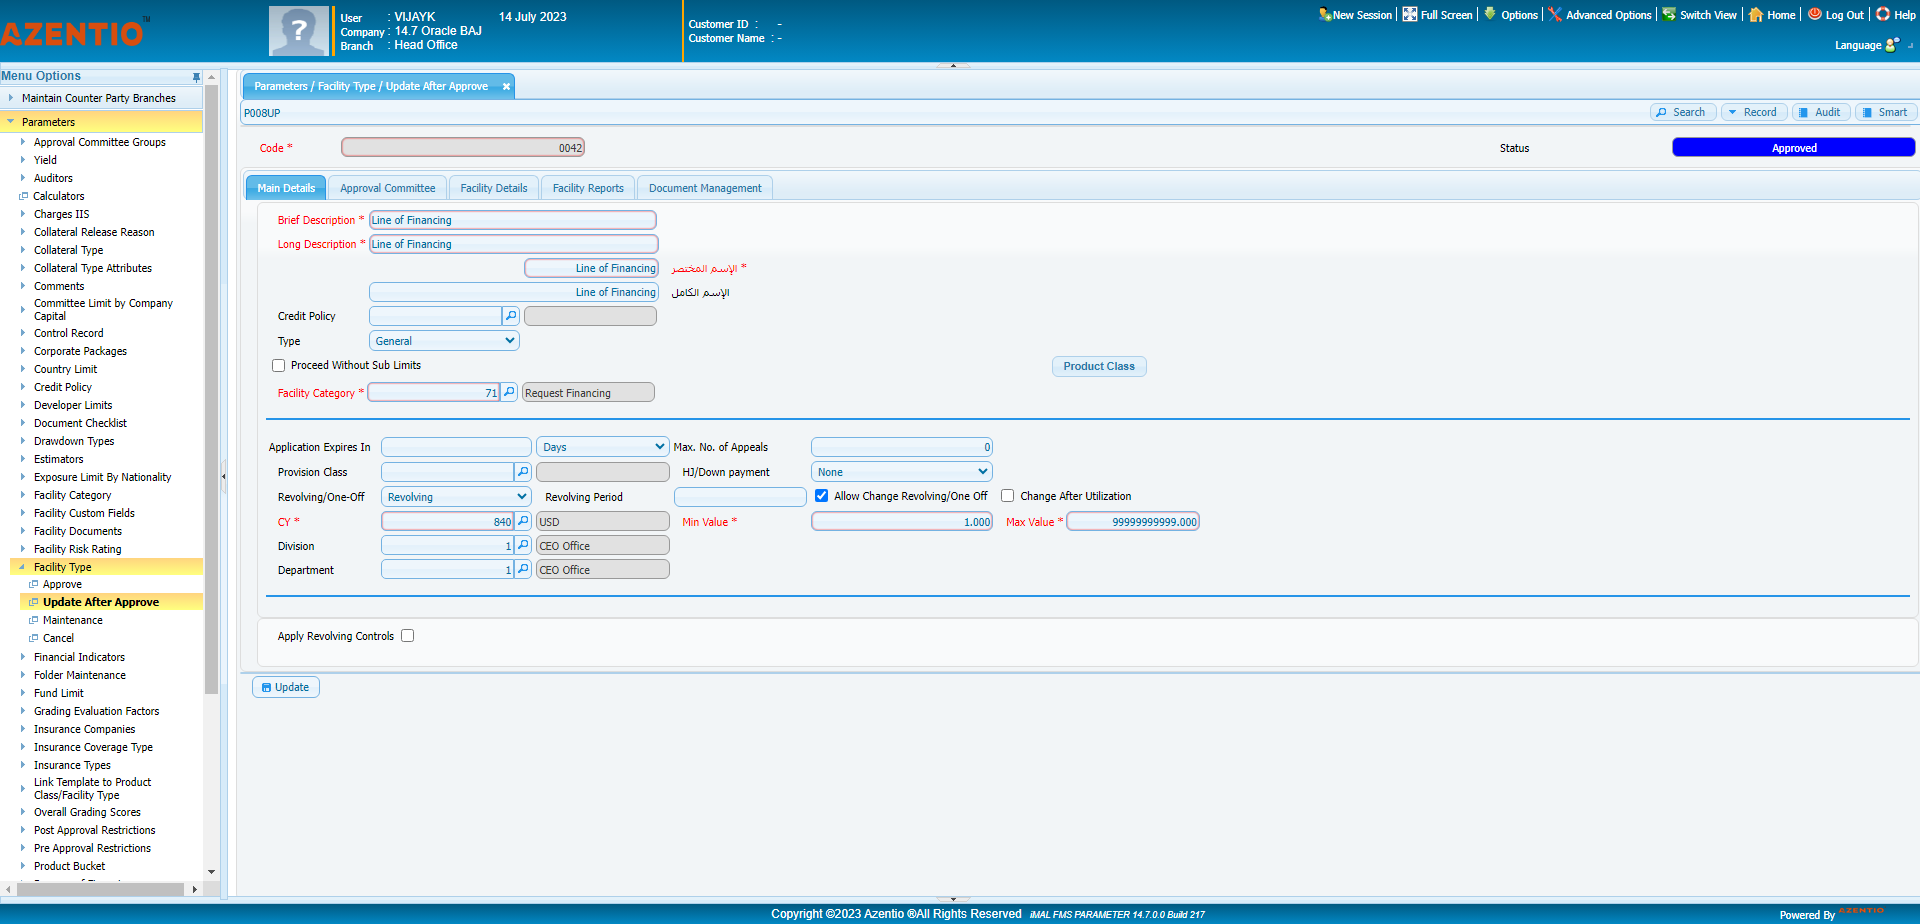 AZENTIO™
User : VIJAYK 14 July 2023
Company : 14.7 Oracle BAJ
Branch : Head Office
Customer ID : -
Customer Name : -
New Session Full Screen Options Advanced Options Switch View Home Log Out Help
Language
Menu Options
Maintain Counter Party Branches
Parameters
Approval Committee Groups
Yield
Auditors
Calculators
Charges IIS
Collateral Release Reason
Collateral Type
Collateral Type Attributes
Comments
Committee Limit by Company
Capital
Control Record
Corporate Packages
Country Limit
Credit Policy
Developer Limits
Document Checklist
Drawdown Types
Estimators
Exposure Limit By Nationality
Facility Category
Facility Custom Fields
Facility Documents
Facility Risk Rating
Facility Type
Approve
Update After Approve
Maintenance
Cancel
Financial Indicators
Folder Maintenance
Fund Limit
Grading Evaluation Factors
Insurance Companies
Insurance Coverage Type
Insurance Types
Link Template to Product
Class/Facility Type
Overall Grading Scores
Post Approval Restrictions
Pre Approval Restrictions
Product Bucket
Parameters / Facility Type / Update After Approve
P008UP
Search Record Audit Smart
Code * 0042 Status Approved
Main Details Approval Committee Facility Details Facility Reports Document Management
Brief Description * Line of Financing
Long Description * Line of Financing
Line of Financing الإسم المختصر *
Line of Financing الإسم الكامل
Credit Policy
Type General
Proceed Without Sub Limits Product Class
Facility Category * 71 Request Financing
Application Expires In Days Max. No. of Appeals 0
Provision Class HJ/Down payment None
Revolving/One-Off Revolving Revolving Period Allow Change Revolving/One Off Change After Utilization
CY * 840 USD Min Value * 1.000 Max Value * 99999999999.000
Division 1 CEO Office
Department 1 CEO Office
Apply Revolving Controls
Update
Copyright ©2023 Azentio ®All Rights Reserved iMAL FMS PARAMETER 14.7.0.0 Build 217
Powered By AZENTIO